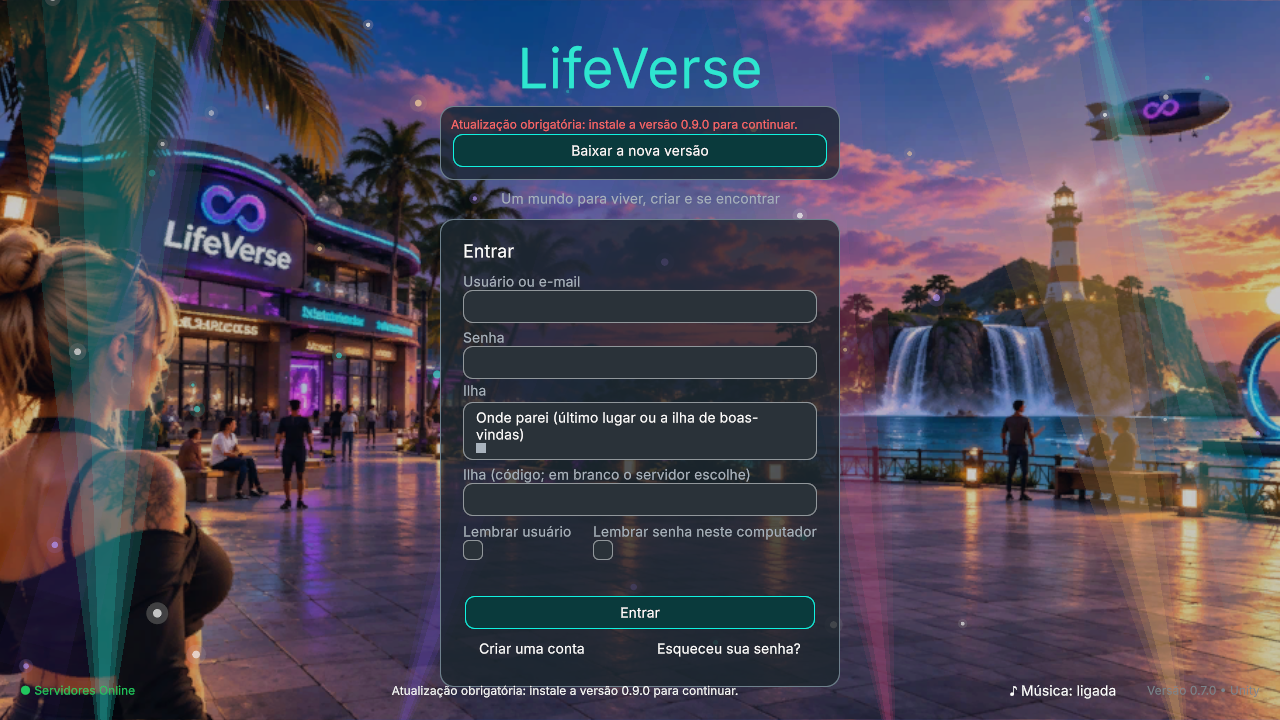 LifeVerse
Atualização obrigatória: instale a versão 0.9.0 para continuar.
Baixar a nova versão
Um mundo para viver, criar e se encontrar
LifeVerse
Entrar
Usuário ou e-mail
Senha
Ilha
Onde parei (último lugar ou a ilha de boas-
vindas)
Ilha (código; em branco o servidor escolhe)
Lembrar usuário
Lembrar senha neste computador
Entrar
Criar uma conta
Esqueceu sua senha?
Servidores Online
Atualização obrigatória: instale a versão 0.9.0 para continuar.
♪ Música: ligada
Versão 0.7.0 •